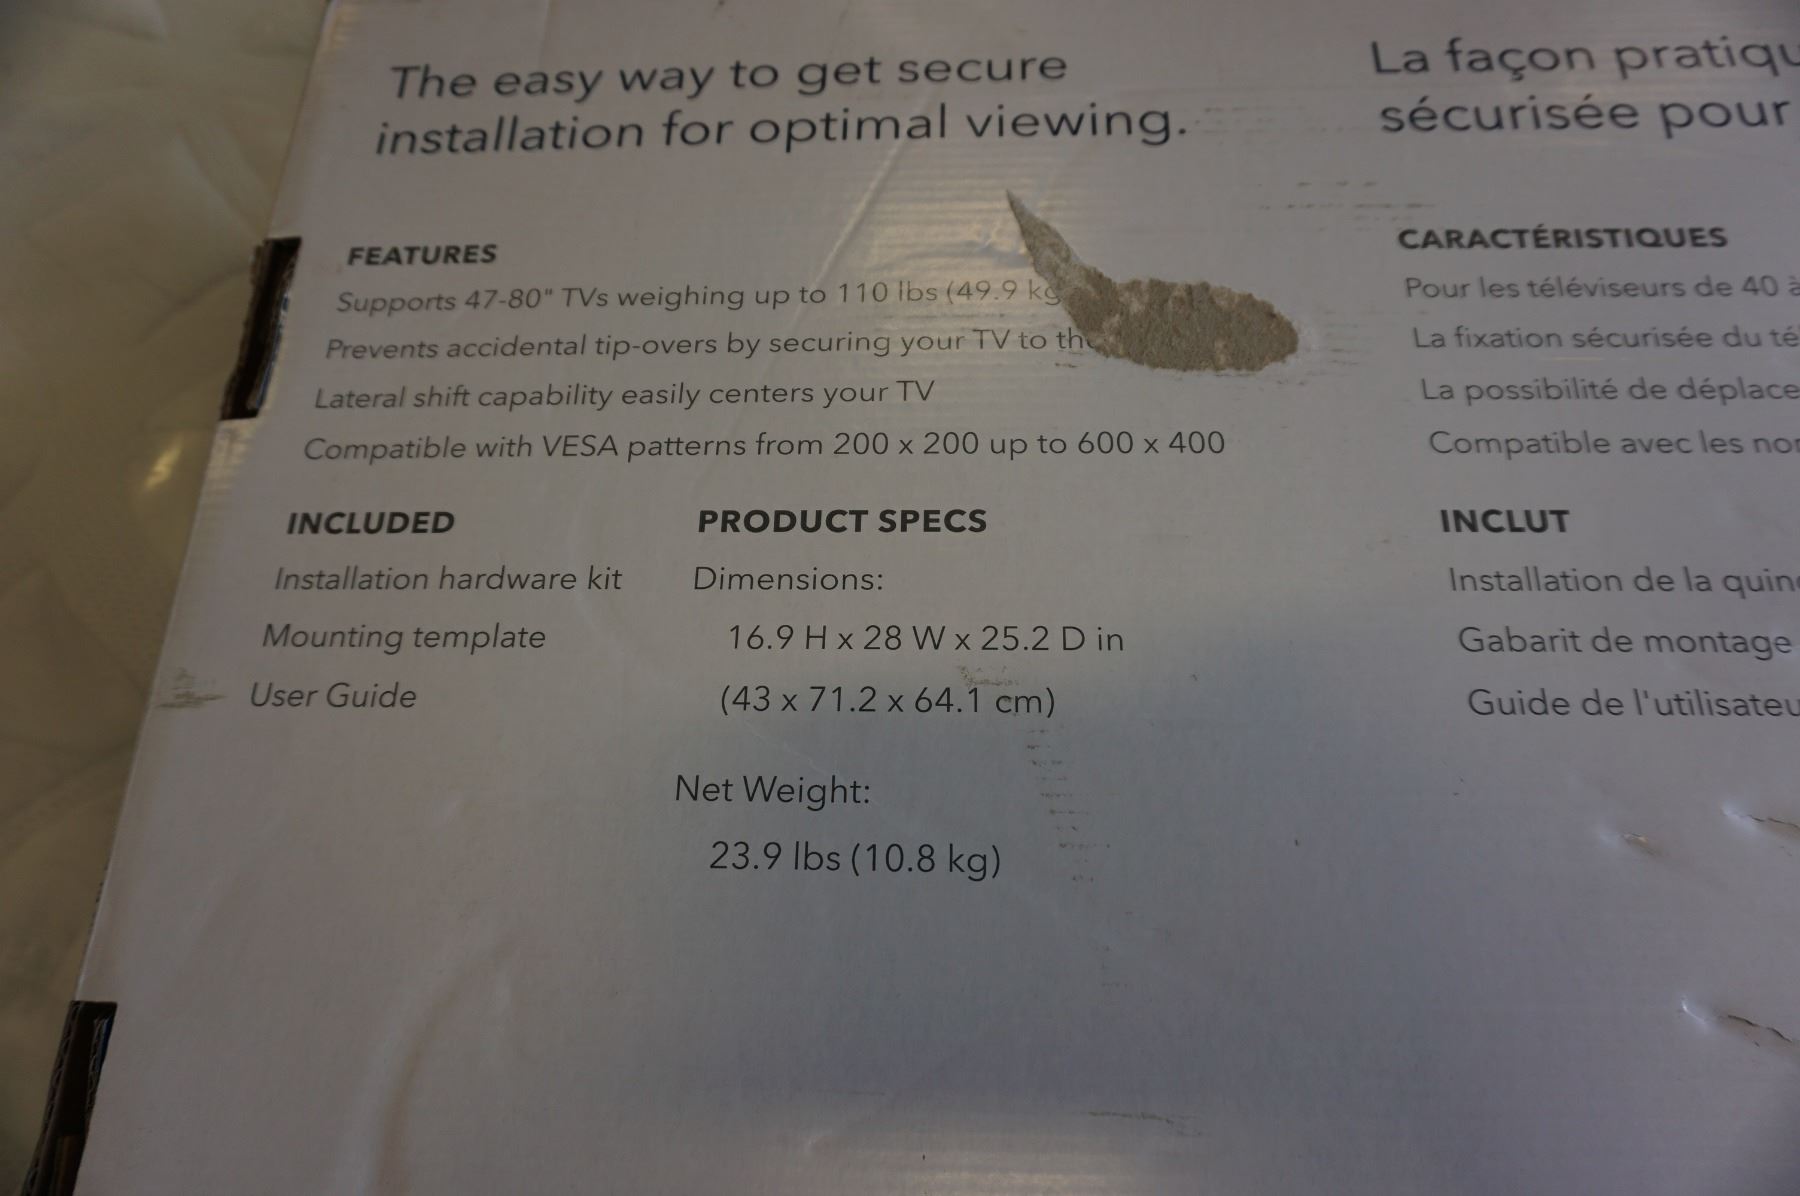 The easy way to get secure
installation for optimal viewing.
FEATURES
Supports 47-80" TVs weighing up to 110 lbs (49.9 kg
Prevents accidental tip-overs by securing your TV to the
Lateral shift capability easily centers your TV
Compatible with VESA patterns from 200 x 200 up to 600 x 400
INCLUDED
Installation hardware kit
Mounting template
User Guide
PRODUCT SPECS
Dimensions:
16.9 H x 28 W x 25.2 D in
(43 x 71.2 x 64.1 cm)
Net Weight:
23.9 lbs (10.8 kg)
La façon
sécurisée pour
CARACTÉRISTIQUES
Pour les téléviseurs de 40 à
La fixation sécurisée du
La possibilité de
Compatible avec les
INCLUT
Installation de la
Gabarit de montage
Guide de